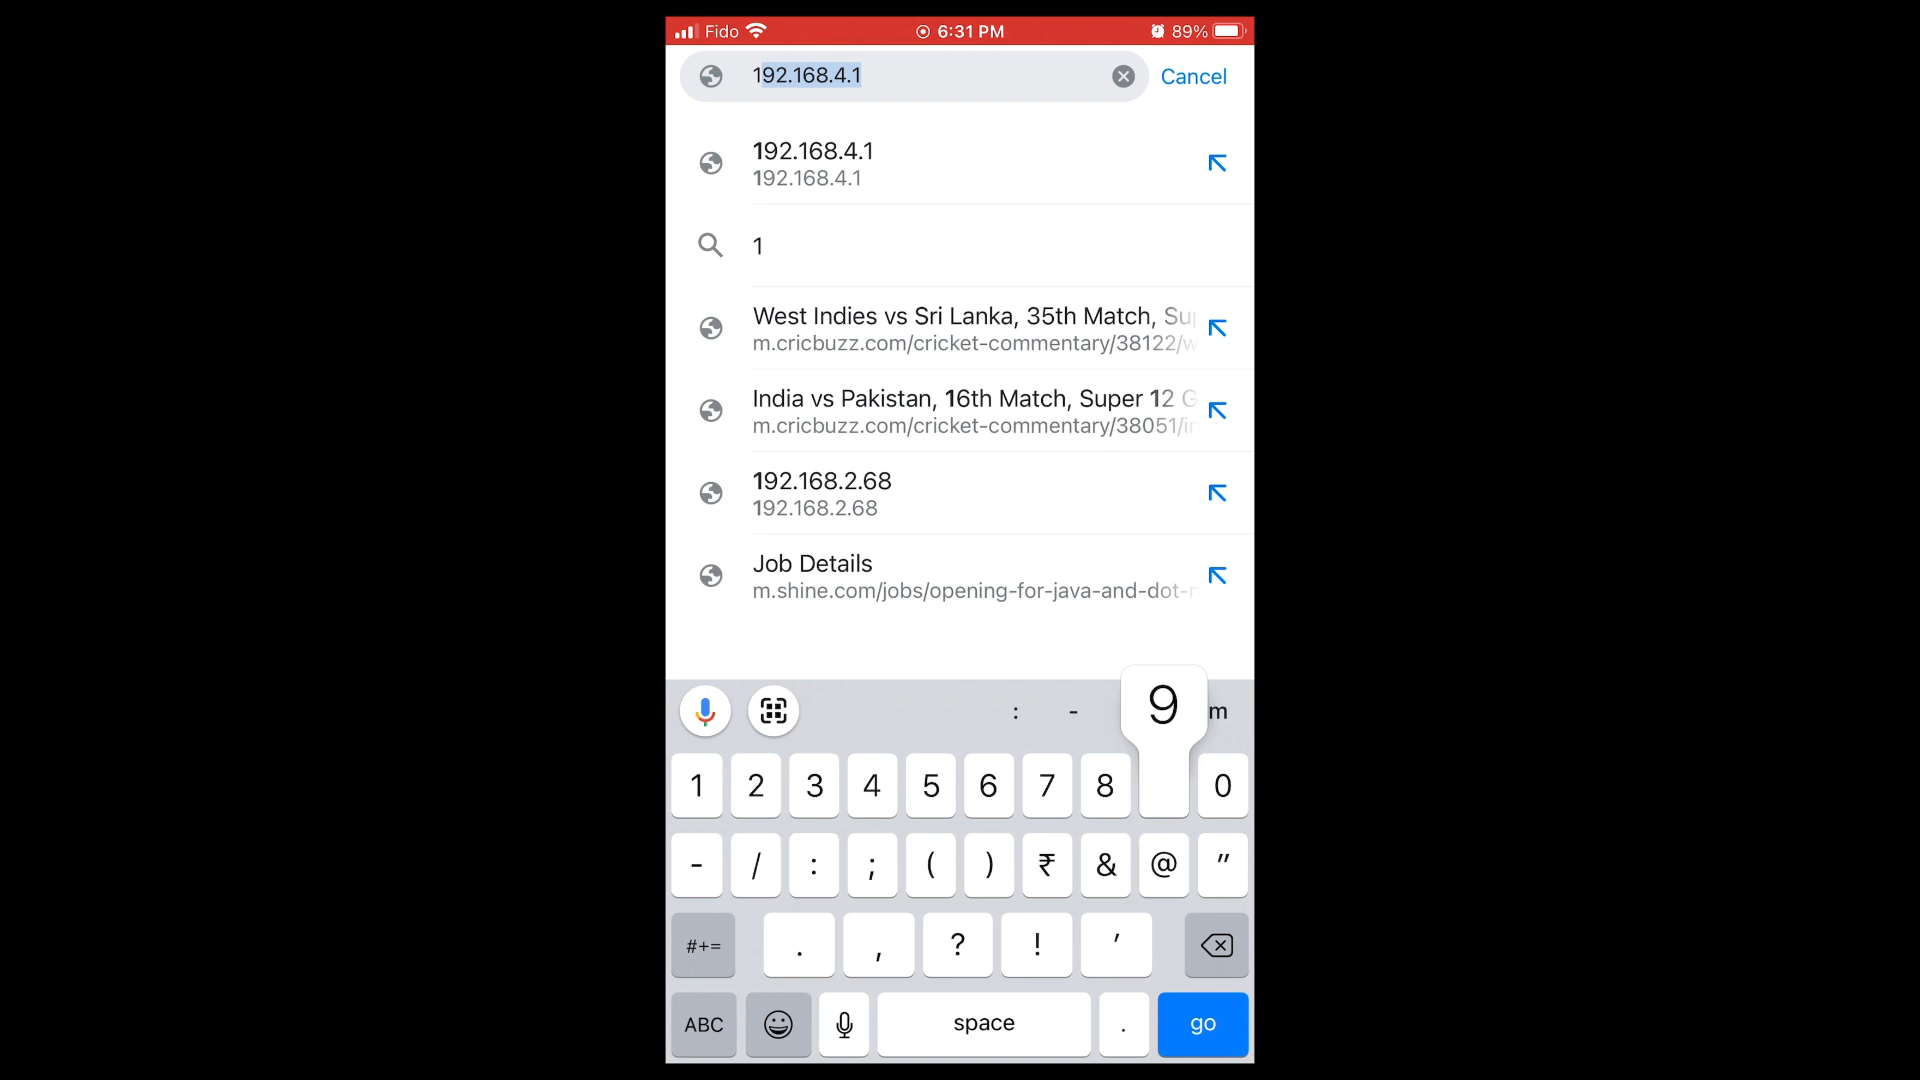 Fido 6:31 PM 89%
192.168.4.1 Cancel
192.168.4.1
192.168.4.1
1
West Indies vs Sri Lanka, 35th Match, Sup
m.cricbuzz.com/cricket-commentary/38122/w
India vs Pakistan, 16th Match, Super 12 G
m.cricbuzz.com/cricket-commentary/38051/in
192.168.2.68
192.168.2.68
Job Details
m.shine.com/jobs/opening-for-java-and-dot-n
: - 9 m
1 2 3 4 5 6 7 8 0
- / : ; ( ) ₹ & @ "
#+= . , ? ! '
ABC space . go